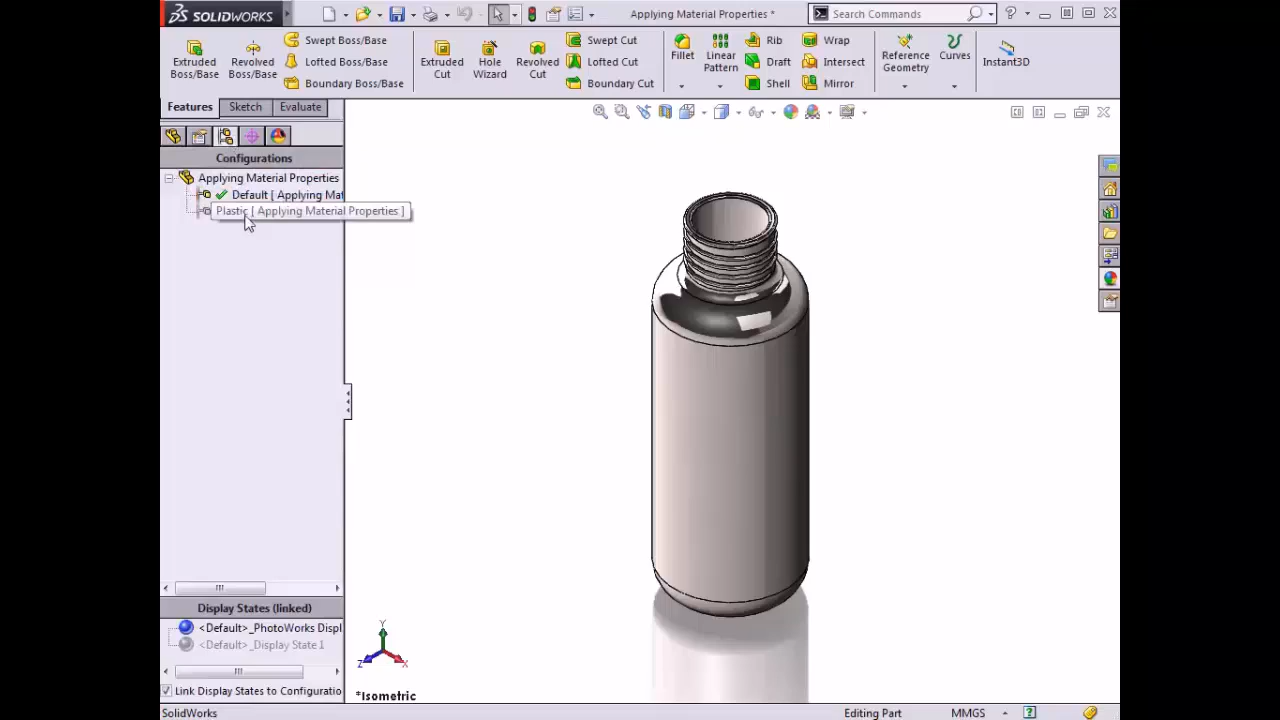 SOLIDWORKS
Applying Material Properties *
Search Commands
Extruded Boss/Base
Revolved Boss/Base
Swept Boss/Base
Lofted Boss/Base
Boundary Boss/Base
Extruded Cut
Hole Wizard
Revolved Cut
Swept Cut
Lofted Cut
Boundary Cut
Fillet
Linear Pattern
Rib
Draft
Shell
Wrap
Intersect
Mirror
Reference Geometry
Curves
Instant3D
Features
Sketch
Evaluate
Configurations
Applying Material Properties
Default [ Applying Mat
Plastic [ Applying Material Properties ]
Display States (linked)
<Default>_PhotoWorks Displ
<Default>_Display State 1
Link Display States to Configuratio
Y
Z
X
*Isometric
SolidWorks
Editing Part
MMGS